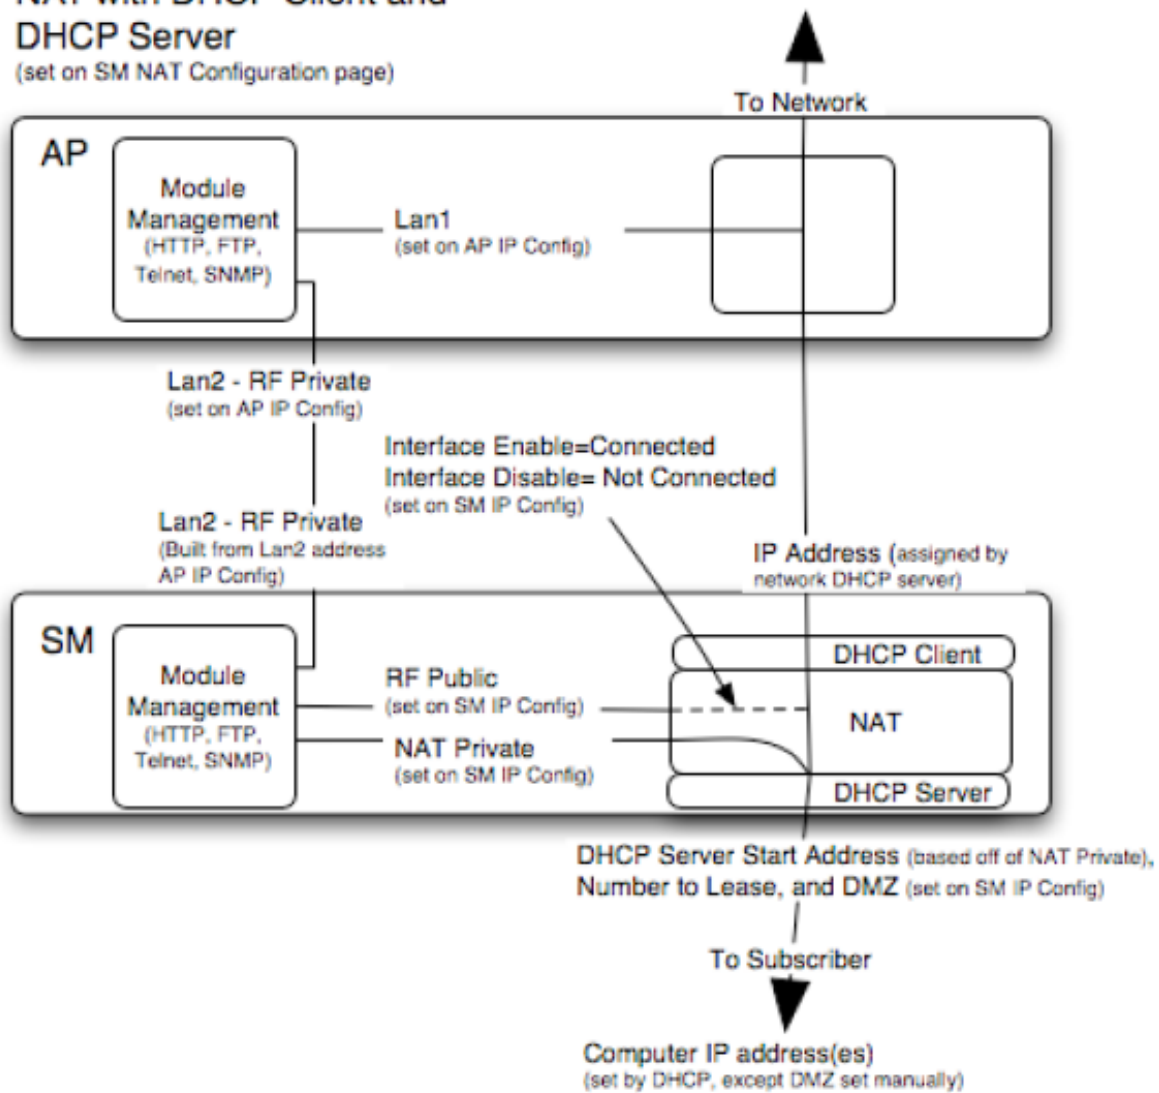 NAT with DHCP Client and
DHCP Server
(set on SM NAT Configuration page)
To Network
AP
Module
Management
(HTTP, FTP,
Telnet, SNMP)
Lan1
(set on AP IP Config)
Lan2 - RF Private
(set on AP IP Config)
Interface Enable=Connected
Interface Disable= Not Connected
(set on SM IP Config)
Lan2 - RF Private
(Built from Lan2 address
AP IP Config)
IP Address (assigned by
network DHCP server)
SM
Module
Management
(HTTP, FTP,
Telnet, SNMP)
RF Public
(set on SM IP Config)
NAT Private
(set on SM IP Config)
DHCP Client
NAT
DHCP Server
DHCP Server Start Address (based off of NAT Private),
Number to Lease, and DMZ (set on SM IP Config)
To Subscriber
Computer IP address(es)
(set by DHCP, except DMZ set manually)